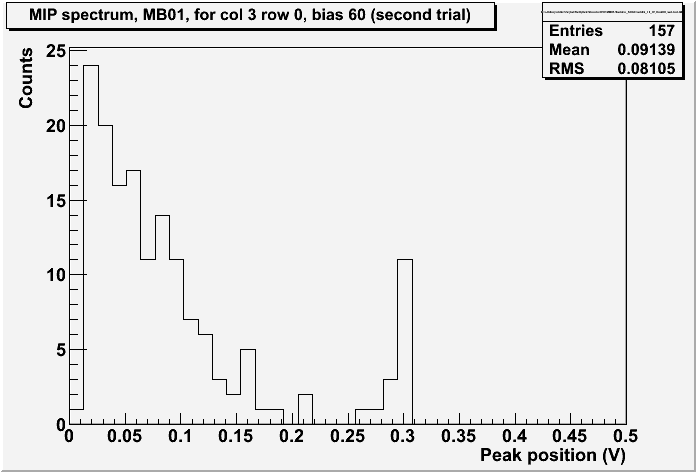 MIP spectrum, MB01, for col 3 row 0, bias 60 (second trial)
Entries 157
Mean 0.09139
RMS 0.08105
Counts
25
20
15
10
5
0
0 0.05 0.1 0.15 0.2 0.25 0.3 0.35 0.4 0.45 0.5
Peak position (V)